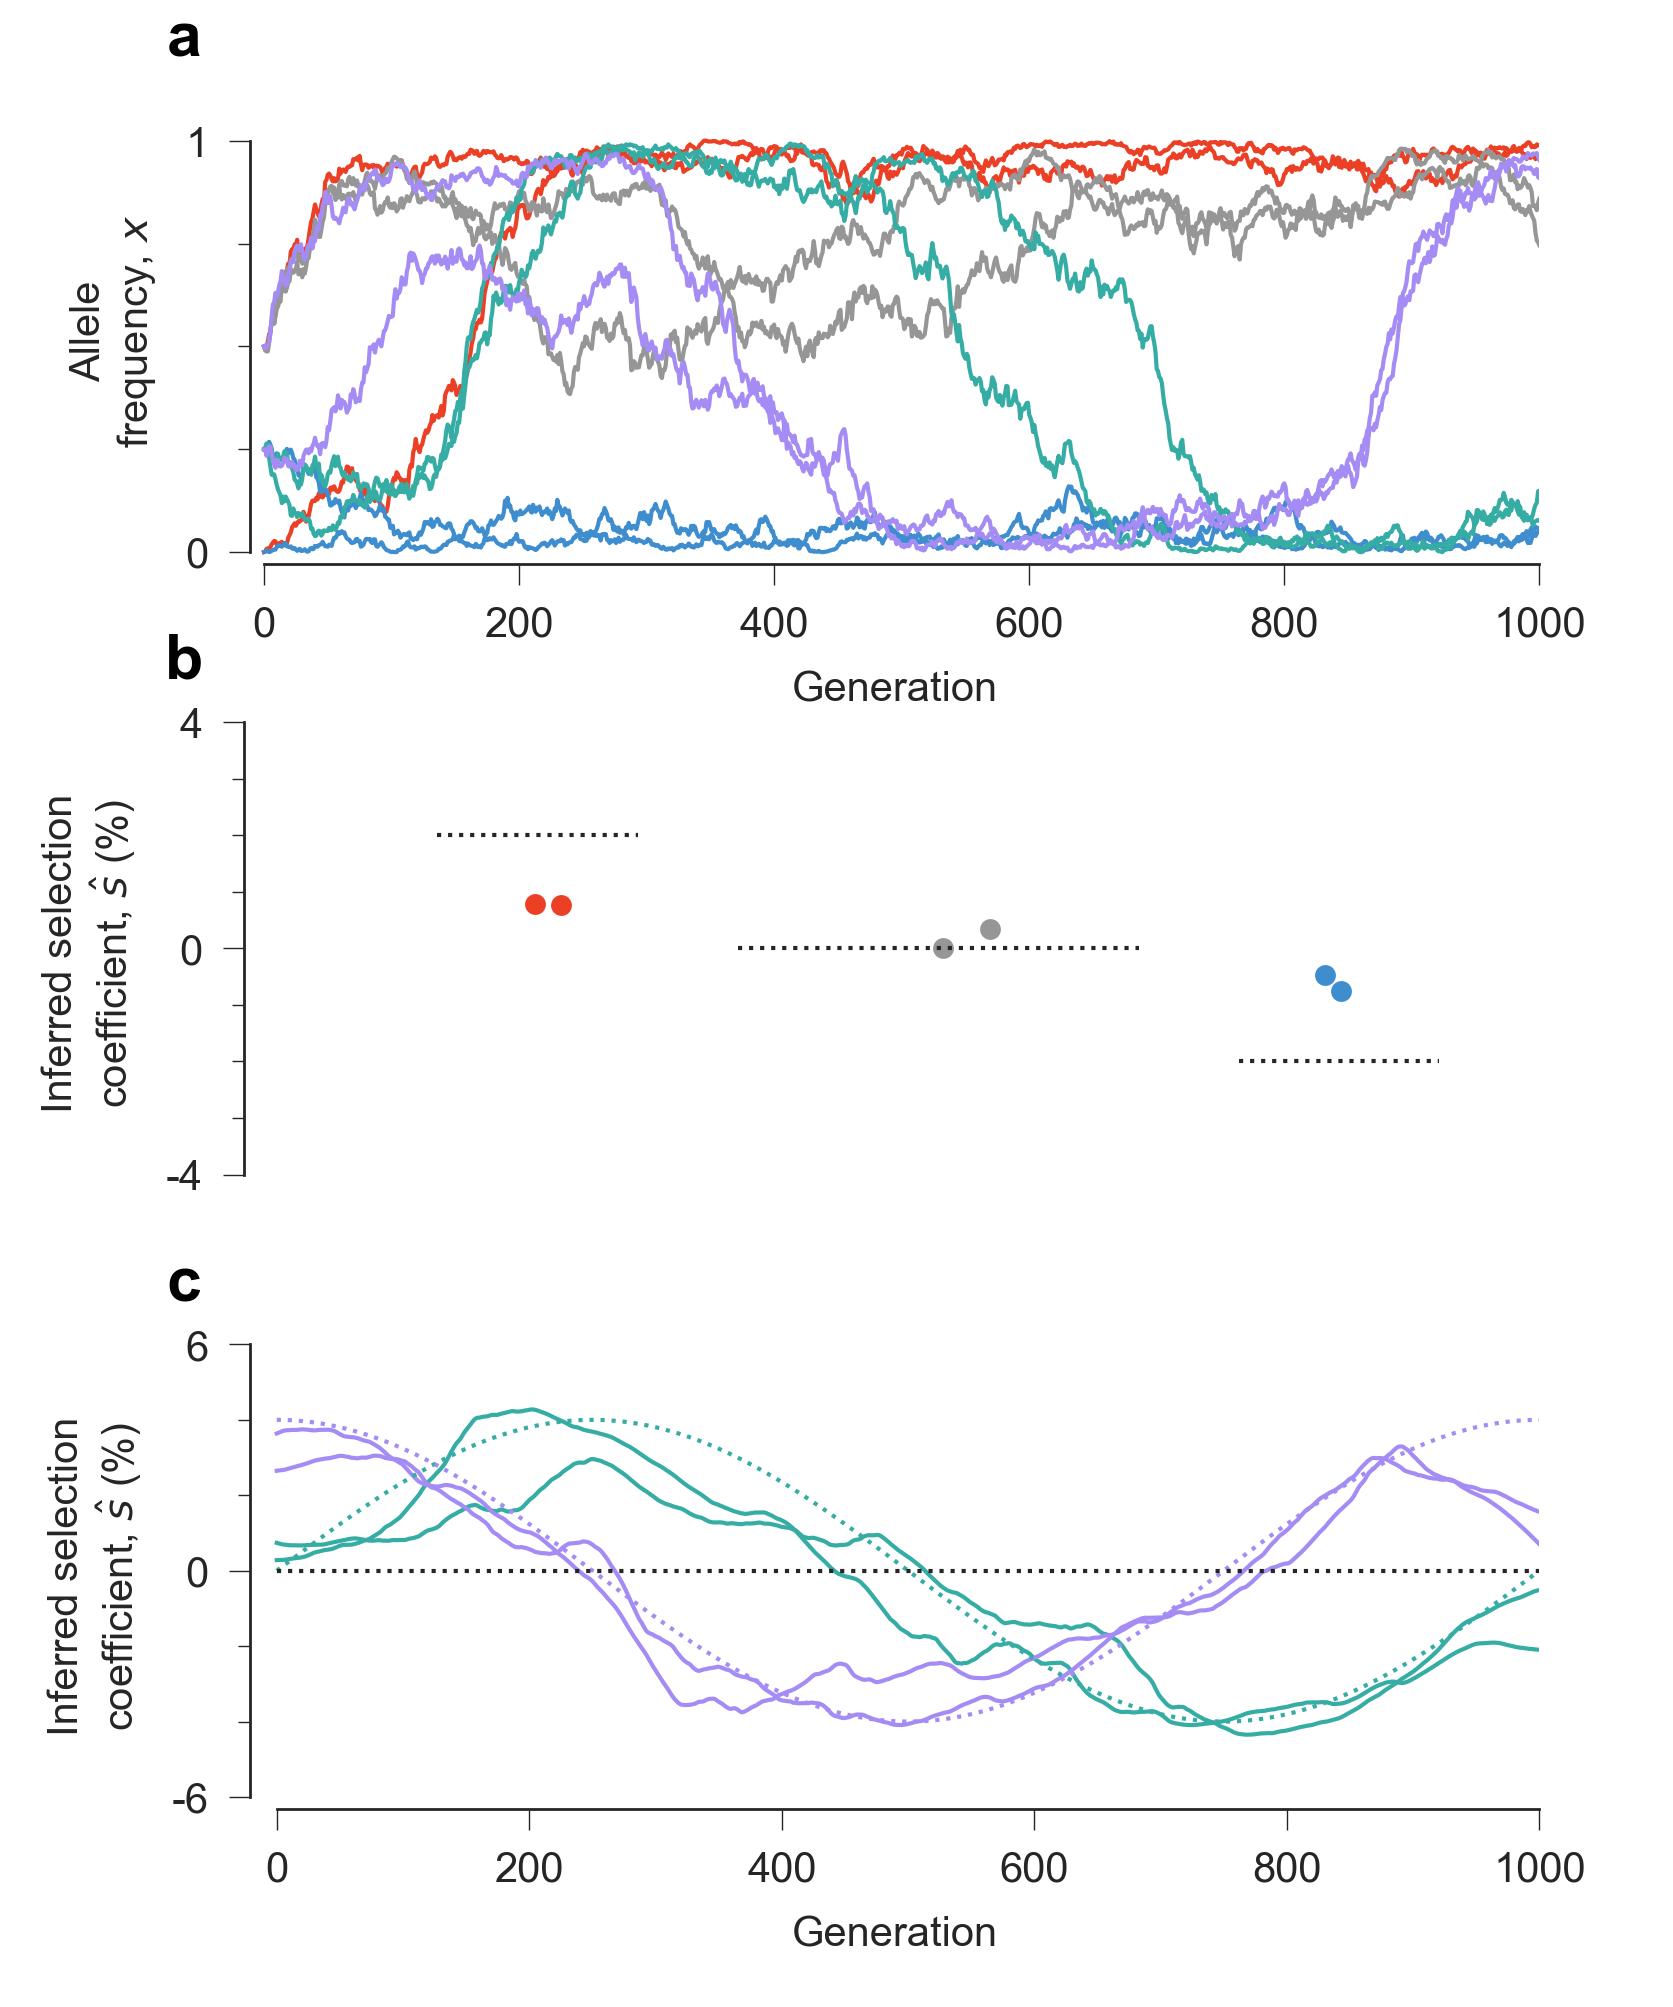 a
Allele
frequency, x
1
0
0 200 400 600 800 1000
Generation
b
Inferred selection
coefficient, ŝ (%)
4
0
-4
c
Inferred selection
coefficient, ŝ (%)
6
0
-6
0 200 400 600 800 1000
Generation